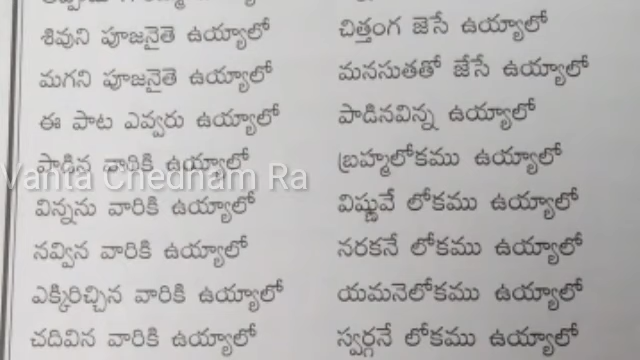 శివుని పూజనైతె ఉయ్యాలో చిత్తంగ జెసే ఉయ్యాలో
మగని పూజనైతె ఉయ్యాలో మనసుతతో జేసే ఉయ్యాలో
ఈ పాట ఎవ్వరు ఉయ్యాలో పాడినవిన్న ఉయ్యాలో
పాడిన వారికి ఉయ్యాలో బ్రహ్మలోకము ఉయ్యాలో
Vanta Chedham Ra
విన్నను వారికి ఉయ్యాలో విష్ణువే లోకము ఉయ్యాలో
నవ్విన వారికి ఉయ్యాలో నరకనే లోకము ఉయ్యాలో
ఎక్కిరిచ్చిన వారికి ఉయ్యాలో యమనెలోకము ఉయ్యాలో
చదివిన వారికి ఉయ్యాలో స్వర్గనే లోకము ఉయ్యాలో